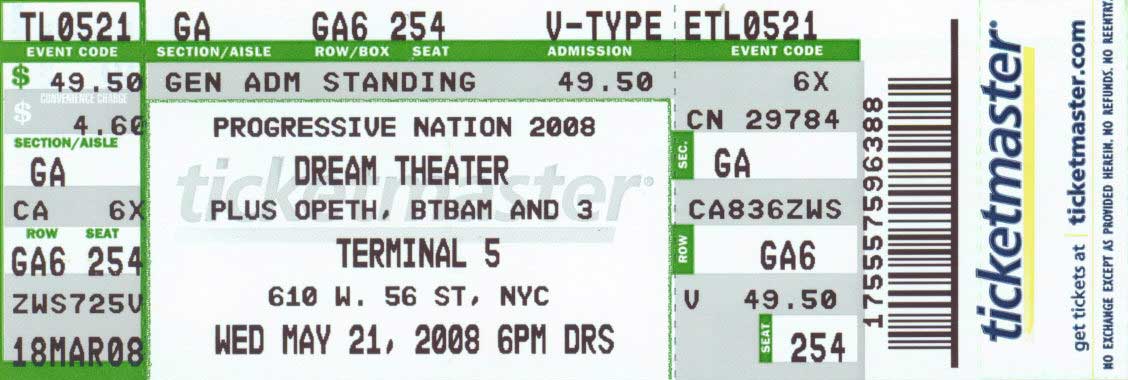 TL0521 GA GA6 254 V-TYPE ETL0521
EVENT CODE SECTION/AISLE ROW/BOX SEAT ADMISSION EVENT CODE
$ 49.50 GEN ADM STANDING 49.50 6X
$ CONVENIENCE CHARGE
4.60
SECTION/AISLE
GA
CA 6X
ROW SEAT
GA6 254
ZWS725V
18MAR08
ticketmaster®
PROGRESSIVE NATION 2008
DREAM THEATER
PLUS OPETH, BTBAM AND 3
TERMINAL 5
610 W. 56 ST, NYC
WED MAY 21, 2008 6PM DRS
CN 29784
SEC. GA
CA836ZWS
ROW GA6
V 49.50
SEAT 254
175557596388
ticketmaster®
get tickets at | ticketmaster.com
NO EXCHANGE EXCEPT AS PROVIDED HEREIN. NO REFUNDS. NO REENTRY.